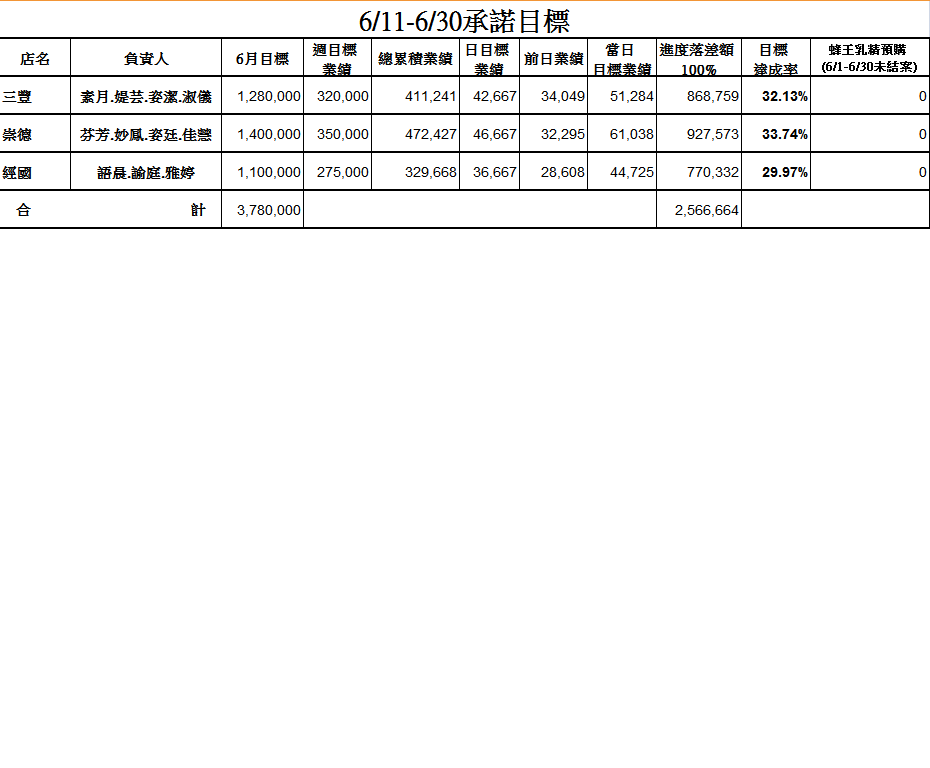 6/11-6/30承諾目標
店名 負責人 6月目標 週目標業績 總累積業績 日目標業績 前日業績 當日目標業績 進度落差額100% 目標達成率 蜂王乳精預購(6/1-6/30未結案)
三豐 素月.媞芸.姿潔.淑儀 1,280,000 320,000 411,241 42,667 34,049 51,284 868,759 32.13% 0
崇德 芬芳.妙鳳.姿廷.佳慧 1,400,000 350,000 472,427 46,667 32,295 61,038 927,573 33.74% 0
經國 語晨.諭庭.雅婷 1,100,000 275,000 329,668 36,667 28,608 44,725 770,332 29.97% 0
合 計 3,780,000 2,566,664